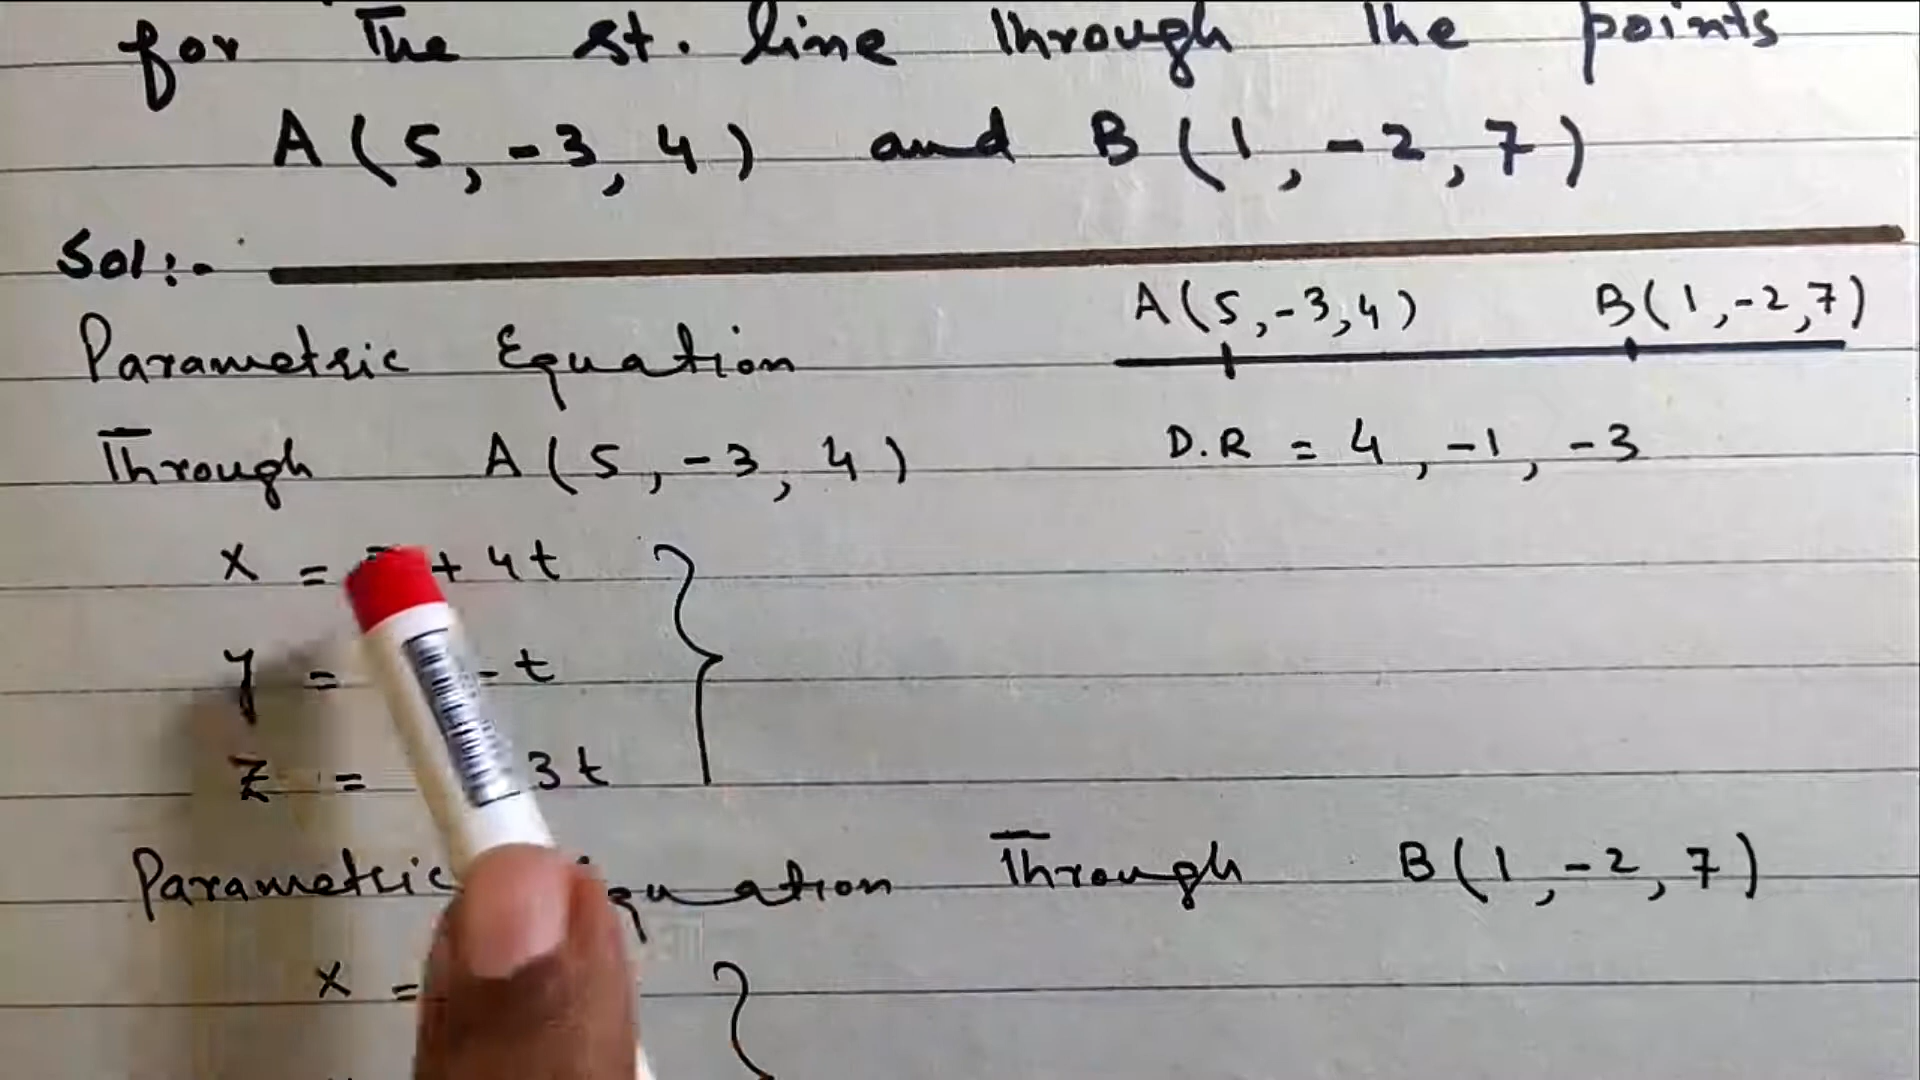 for The st. line Through The points
A(5,-3,4) and B(1,-2,7)
Sol:-
A(5,-3,4) B(1,-2,7)
Parametric Equation
Through A(5,-3,4)
D.R = 4, -1, -3
x = + 4t
y = - t
z = 3t
Parametric Through B(1,-2,7)
x =